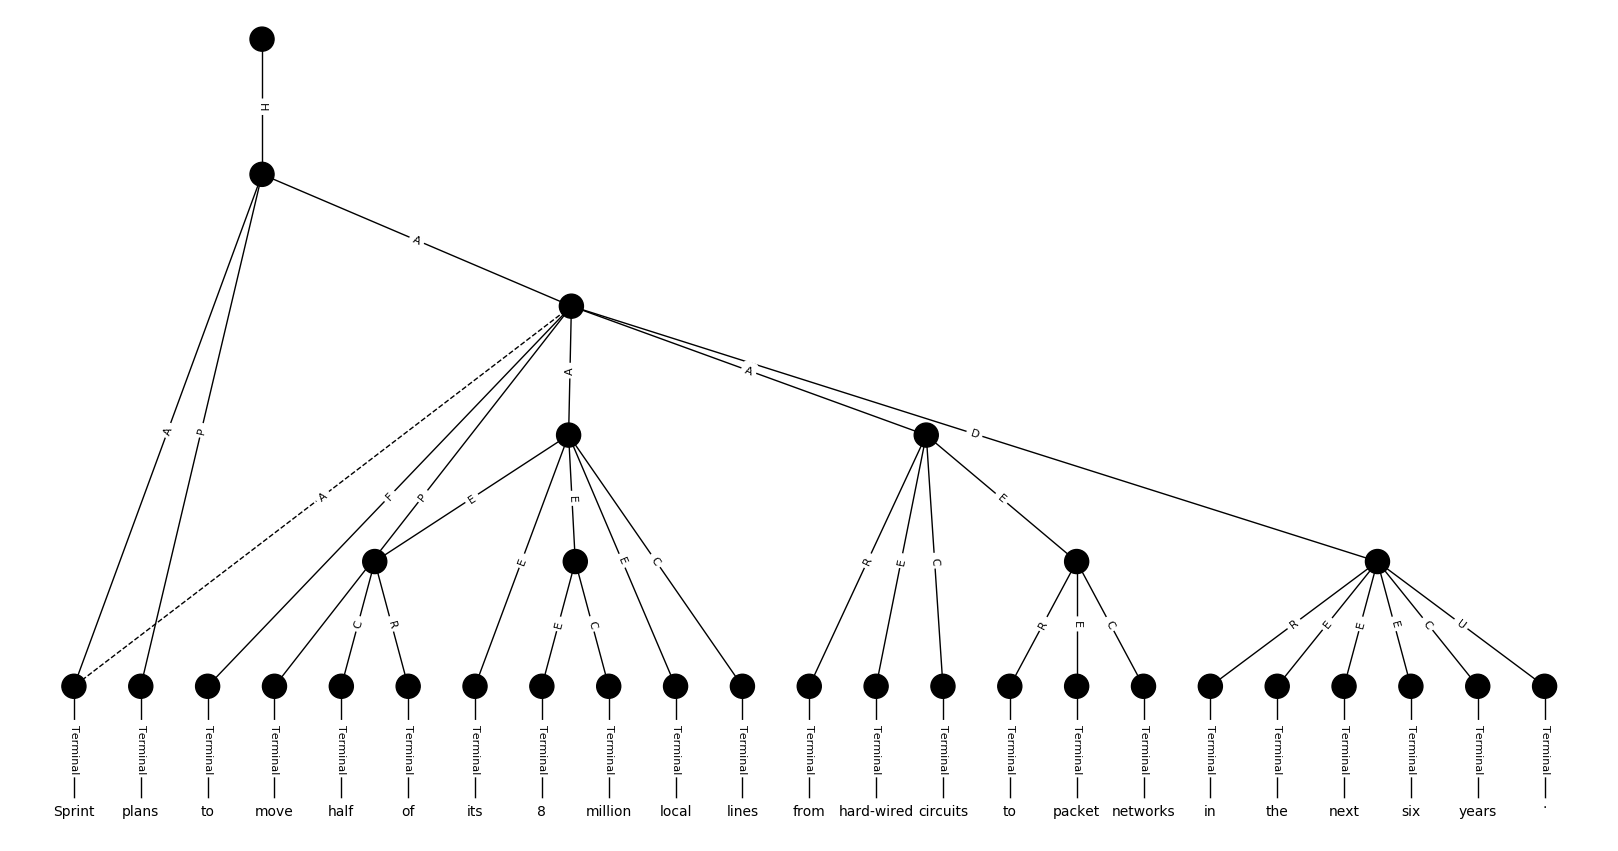 H
A
A
A
A P
D
A F P E E E
E E C R E C E
C R E C R E C R E E E C U
Terminal Terminal Terminal Terminal Terminal Terminal Terminal Terminal Terminal Terminal Terminal Terminal Terminal Terminal Terminal Terminal Terminal Terminal Terminal Terminal Terminal Terminal Terminal
Sprint plans to move half of its 8 million local lines from hard-wired circuits to packet networks in the next six years .